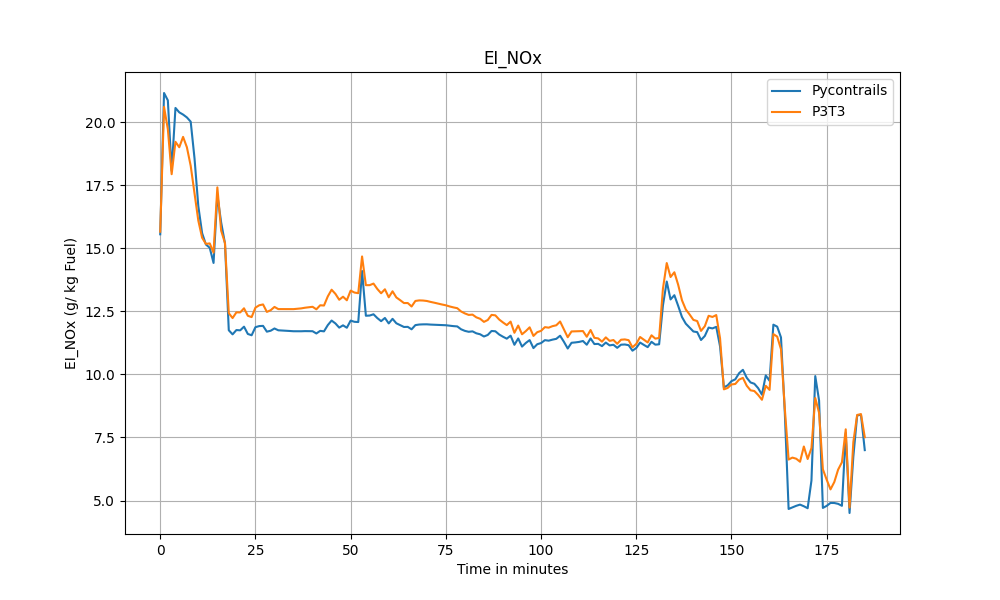 EI_NOx
Pycontrails
P3T3
EI_NOx (g/ kg Fuel)
20.0
17.5
15.0
12.5
10.0
7.5
5.0
0 25 50 75 100 125 150 175
Time in minutes